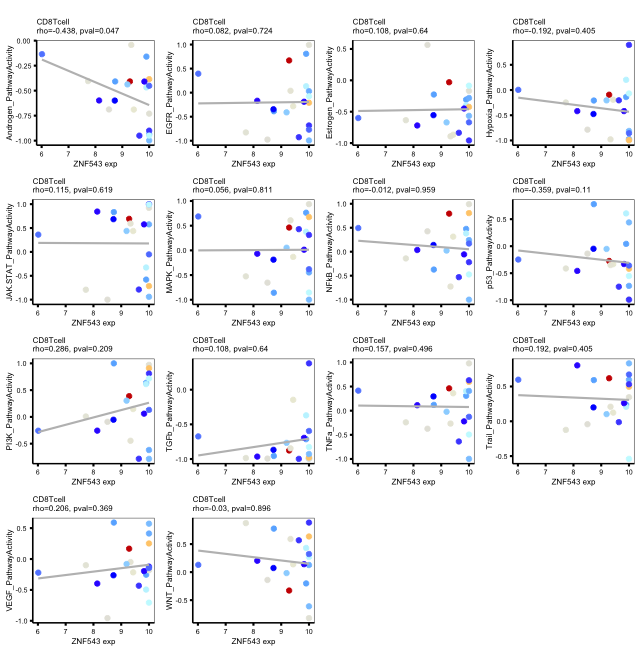 CD8Tcell
rho=-0.438, pval=0.047
0.00
-0.25
-0.50
-0.75
-1.00
Androgen_PathwayActivity
6 7 8 9 10
ZNF543 exp
CD8Tcell
rho=0.082, pval=0.724
1.0
0.5
0.0
-0.5
-1.0
EGFR_PathwayActivity
6 7 8 9 10
ZNF543 exp
CD8Tcell
rho=0.108, pval=0.64
0.5
0.0
-0.5
-1.0
Estrogen_PathwayActivity
6 7 8 9 10
ZNF543 exp
CD8Tcell
rho=-0.192, pval=0.405
1.0
0.5
0.0
-0.5
-1.0
Hypoxia_PathwayActivity
6 7 8 9 10
ZNF543 exp
CD8Tcell
rho=0.115, pval=0.619
1.0
0.5
0.0
-0.5
-1.0
JAK.STAT_PathwayActivity
6 7 8 9 10
ZNF543 exp
CD8Tcell
rho=0.056, pval=0.811
1.0
0.5
0.0
-0.5
-1.0
MAPK_PathwayActivity
6 7 8 9 10
ZNF543 exp
CD8Tcell
rho=-0.012, pval=0.959
1.0
0.5
0.0
-0.5
-1.0
NFkB_PathwayActivity
6 7 8 9 10
ZNF543 exp
CD8Tcell
rho=-0.359, pval=0.11
0.5
0.0
-0.5
-1.0
p53_PathwayActivity
6 7 8 9 10
ZNF543 exp
CD8Tcell
rho=0.286, pval=0.209
1.0
0.5
0.0
-0.5
PI3K_PathwayActivity
6 7 8 9 10
ZNF543 exp
CD8Tcell
rho=0.108, pval=0.64
0.0
-0.5
-1.0
TGFb_PathwayActivity
6 7 8 9 10
ZNF543 exp
CD8Tcell
rho=0.157, pval=0.496
1.0
0.5
0.0
-0.5
-1.0
TNFa_PathwayActivity
6 7 8 9 10
ZNF543 exp
CD8Tcell
rho=0.192, pval=0.405
0.5
0.0
-0.5
Trail_PathwayActivity
6 7 8 9 10
ZNF543 exp
CD8Tcell
rho=0.206, pval=0.369
0.5
0.0
-0.5
-1.0
VEGF_PathwayActivity
6 7 8 9 10
ZNF543 exp
CD8Tcell
rho=-0.03, pval=0.896
0.5
0.0
-0.5
WNT_PathwayActivity
6 7 8 9 10
ZNF543 exp